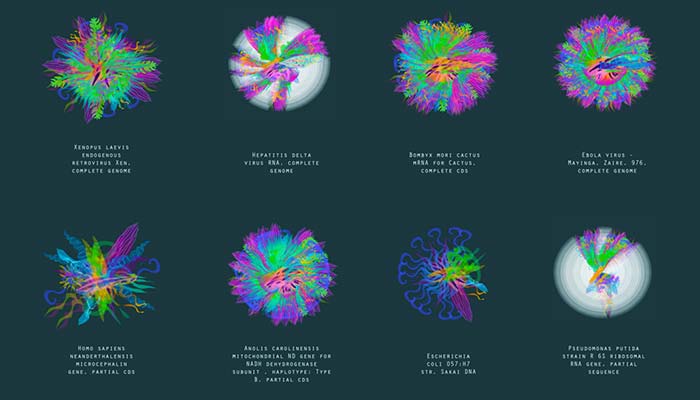 Xenopus laevis
endogenous
retrovirus Xen,
complete genome
Hepatitis delta
virus RNA, complete
genome
Bombyx mori cactus
mRNA for Cactus,
complete cds
Ebola virus -
Mayinga, Zaire, 976,
complete genome
Homo sapiens
neanderthalensis
microcephalin
gene, partial cds
Anolis carolinensis
mitochondrial ND gene for
NADH dehydrogenase
subunit , haplotype: Type
B, partial cds
Escherichia
coli O57:H7
str. Sakai DNA
Pseudomonas putida
strain R 6S ribosomal
RNA gene, partial
sequence